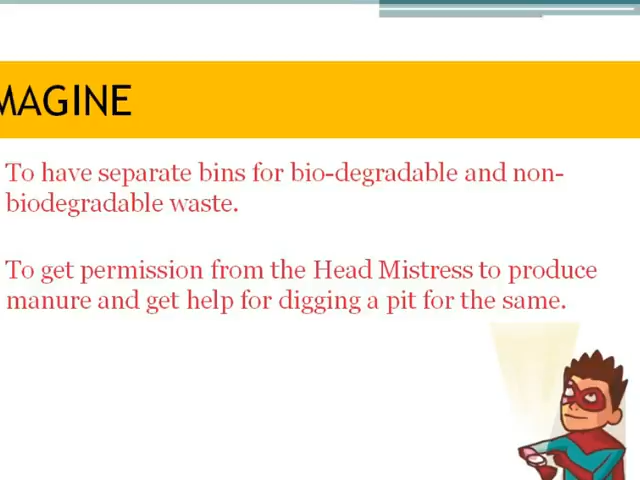 MAGINE
To have separate bins for bio-degradable and non-
biodegradable waste.
To get permission from the Head Mistress to produce
manure and get help for digging a pit for the same.